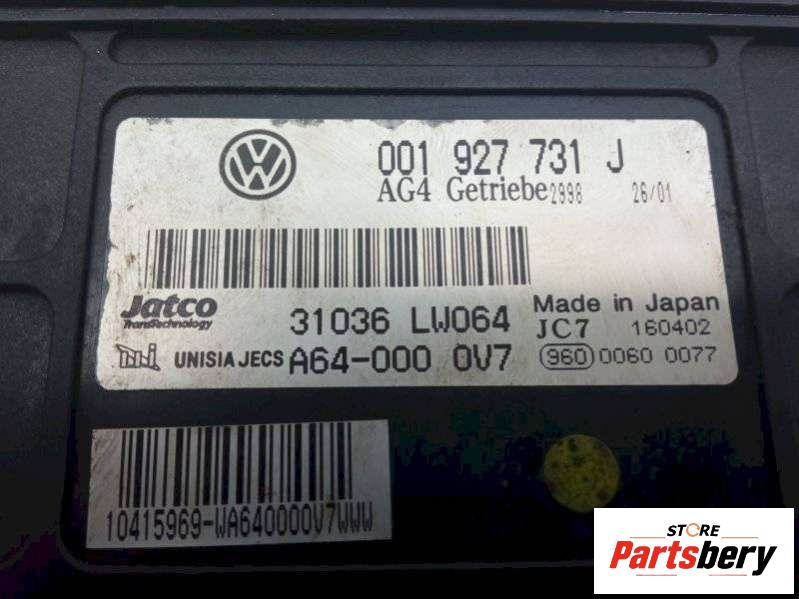 VW
001 927 731 J
AG4 Getriebe 2998 26/01
Jatco
TransTechnology
31036 LW064
Made in Japan
JC7 160402
UNISIA JECS A64-000 0V7
960 0060 0077
10415969-WA640000V7WWW
STORE
Partsbery